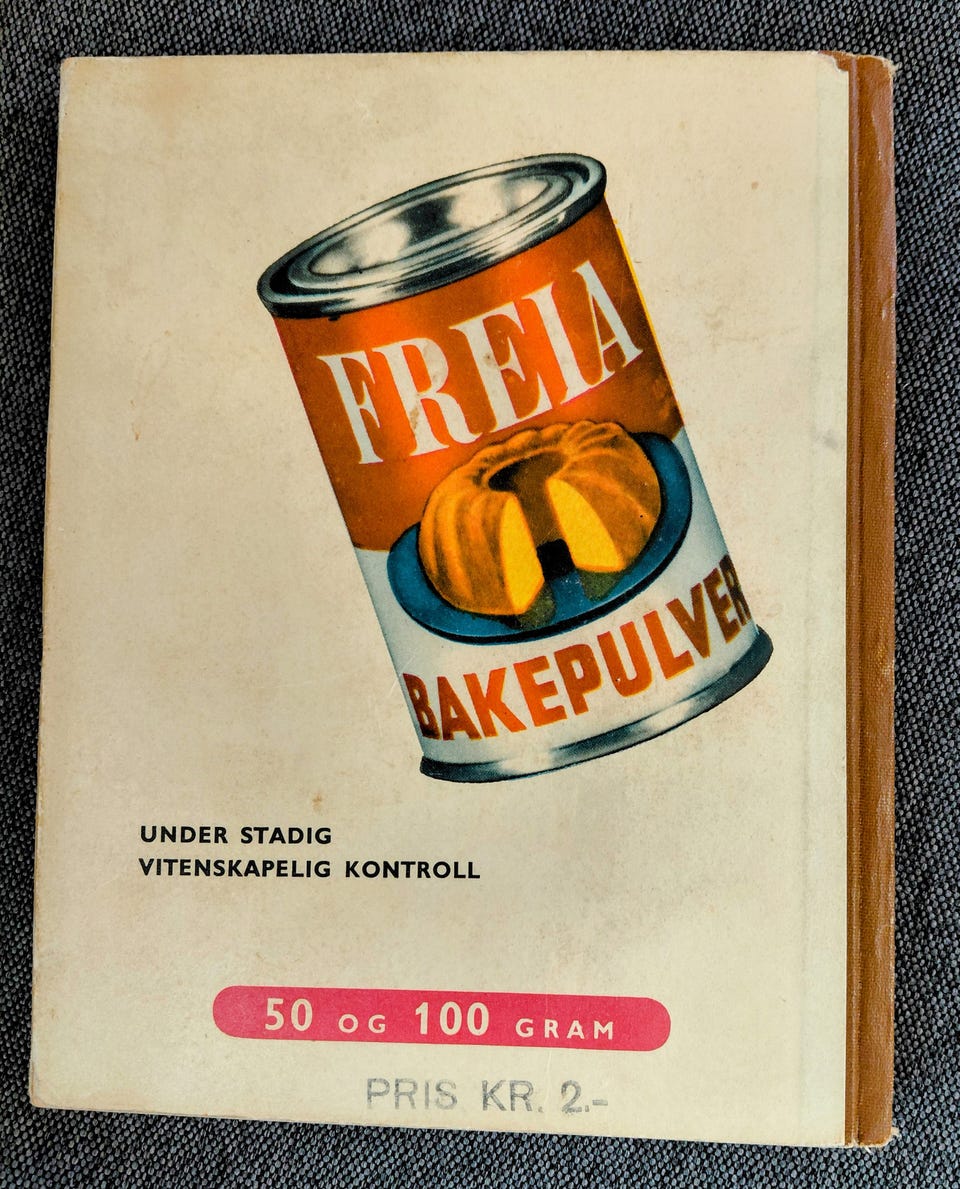 FREIA
BAKEPULVER
UNDER STADIG
VITENSKAPELIG KONTROLL
50 OG 100 GRAM
PRIS KR. 2.-